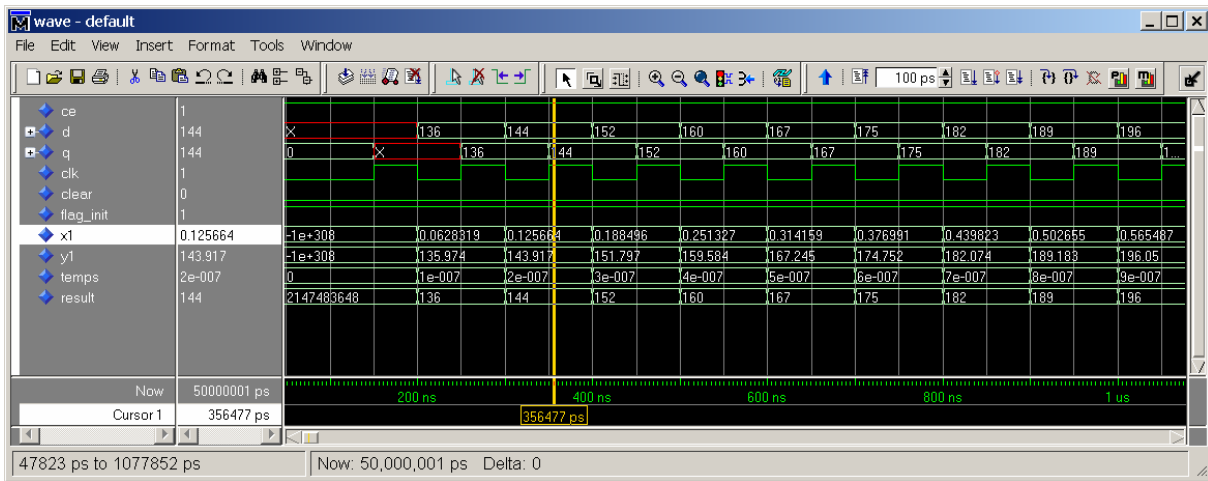 wave - default
File Edit View Insert Format Tools Window
100 ps
ce 1
d 144 X 136 144 152 160 167 175 182 189 196
q 144 0 X 136 144 152 160 167 175 182 189 1...
clk 1
clear 0
flag_init 1
x1 0.125664 -1e+308 0.0628319 0.125664 0.188496 0.251327 0.314159 0.376991 0.439823 0.502655 0.565487
y1 143.917 -1e+308 135.974 143.917 151.797 159.584 167.245 174.752 182.074 189.183 196.05
temps 2e-007 0 1e-007 2e-007 3e-007 4e-007 5e-007 6e-007 7e-007 8e-007 9e-007
result 144 2147483648 136 144 152 160 167 175 182 189 196
Now 50000001 ps 200 ns 400 ns 600 ns 800 ns 1 us
Cursor 1 356477 ps 356477 ps
47823 ps to 1077852 ps Now: 50,000,001 ps Delta: 0